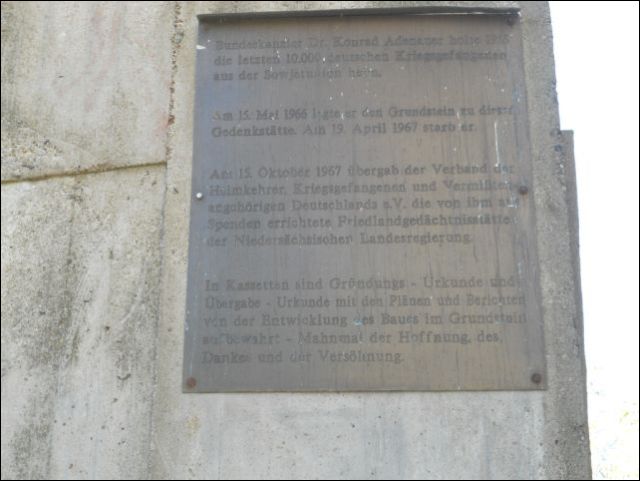 Bundeskanzler Dr. Konrad Adenauer holte 1955
die letzten 10.000 deutschen Kriegsgefangenen
aus der Sowjetunion heim.
Am 15. Mai 1966 legte er den Grundstein zu dieser
Gedenkstätte. Am 19. April 1967 starb er.
Am 15. Oktober 1967 übergab der Verband der
Heimkehrer, Kriegsgefangenen und Vermißten-
angehörigen Deutschlands e.V. die von ihm aus
Spenden errichtete Friedlandgedächtnisstätte
der Niedersächsischen Landesregierung.
In Kassetten sind Gründungs - Urkunde und
Übergabe - Urkunde mit den Plänen und Berichten
von der Entwicklung des Baues im Grundstein
aufbewahrt - Mahnmal der Hoffnung, des
Dankes und der Versöhnung.